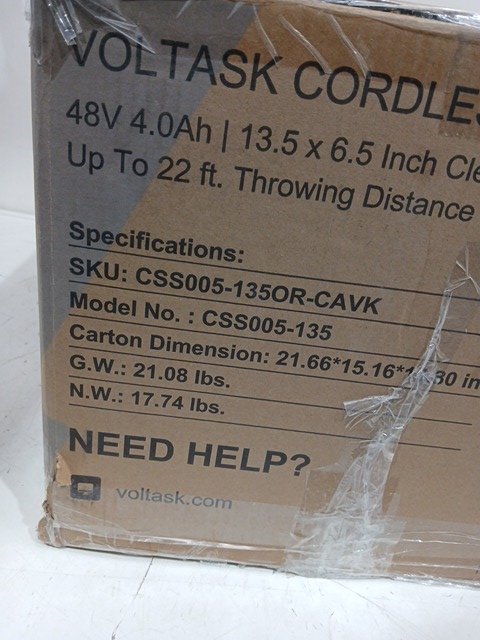 VOLTASK CORDLE
48V 4.0Ah | 13.5 x 6.5 Inch Cle
Up To 22 ft. Throwing Distance
Specifications:
SKU: CSS005-135OR-CAVK
Model No. : CSS005-135
Carton Dimension: 21.66*15.16*
G.W.: 21.08 lbs.
N.W.: 17.74 lbs.
NEED HELP?
voltask.com